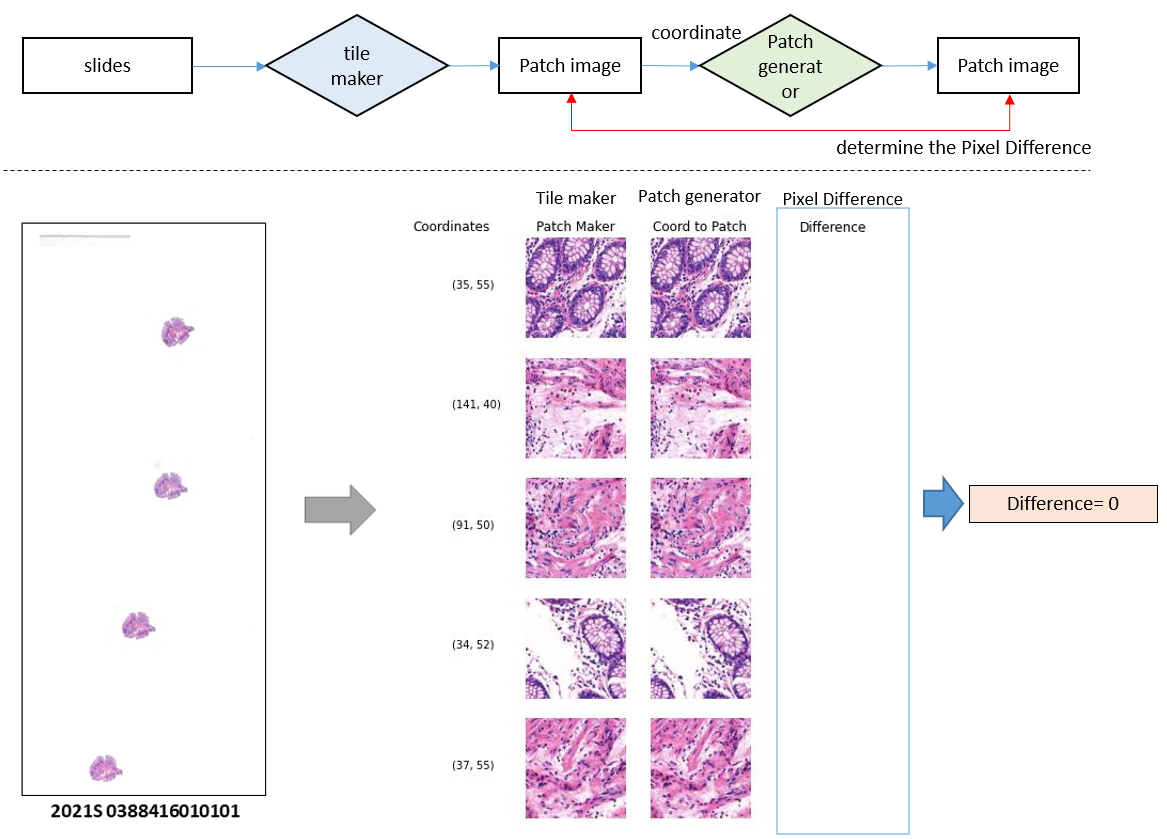 slides
tile
maker
Patch image
coordinate
Patch
generat
or
Patch image
determine the Pixel Difference
Tile maker
Patch generator
Pixel Difference
Coordinates
Patch Maker
Coord to Patch
Difference
(35, 55)
(141, 40)
(91, 50)
(34, 52)
(37, 55)
Difference= 0
2021S 0388416010101